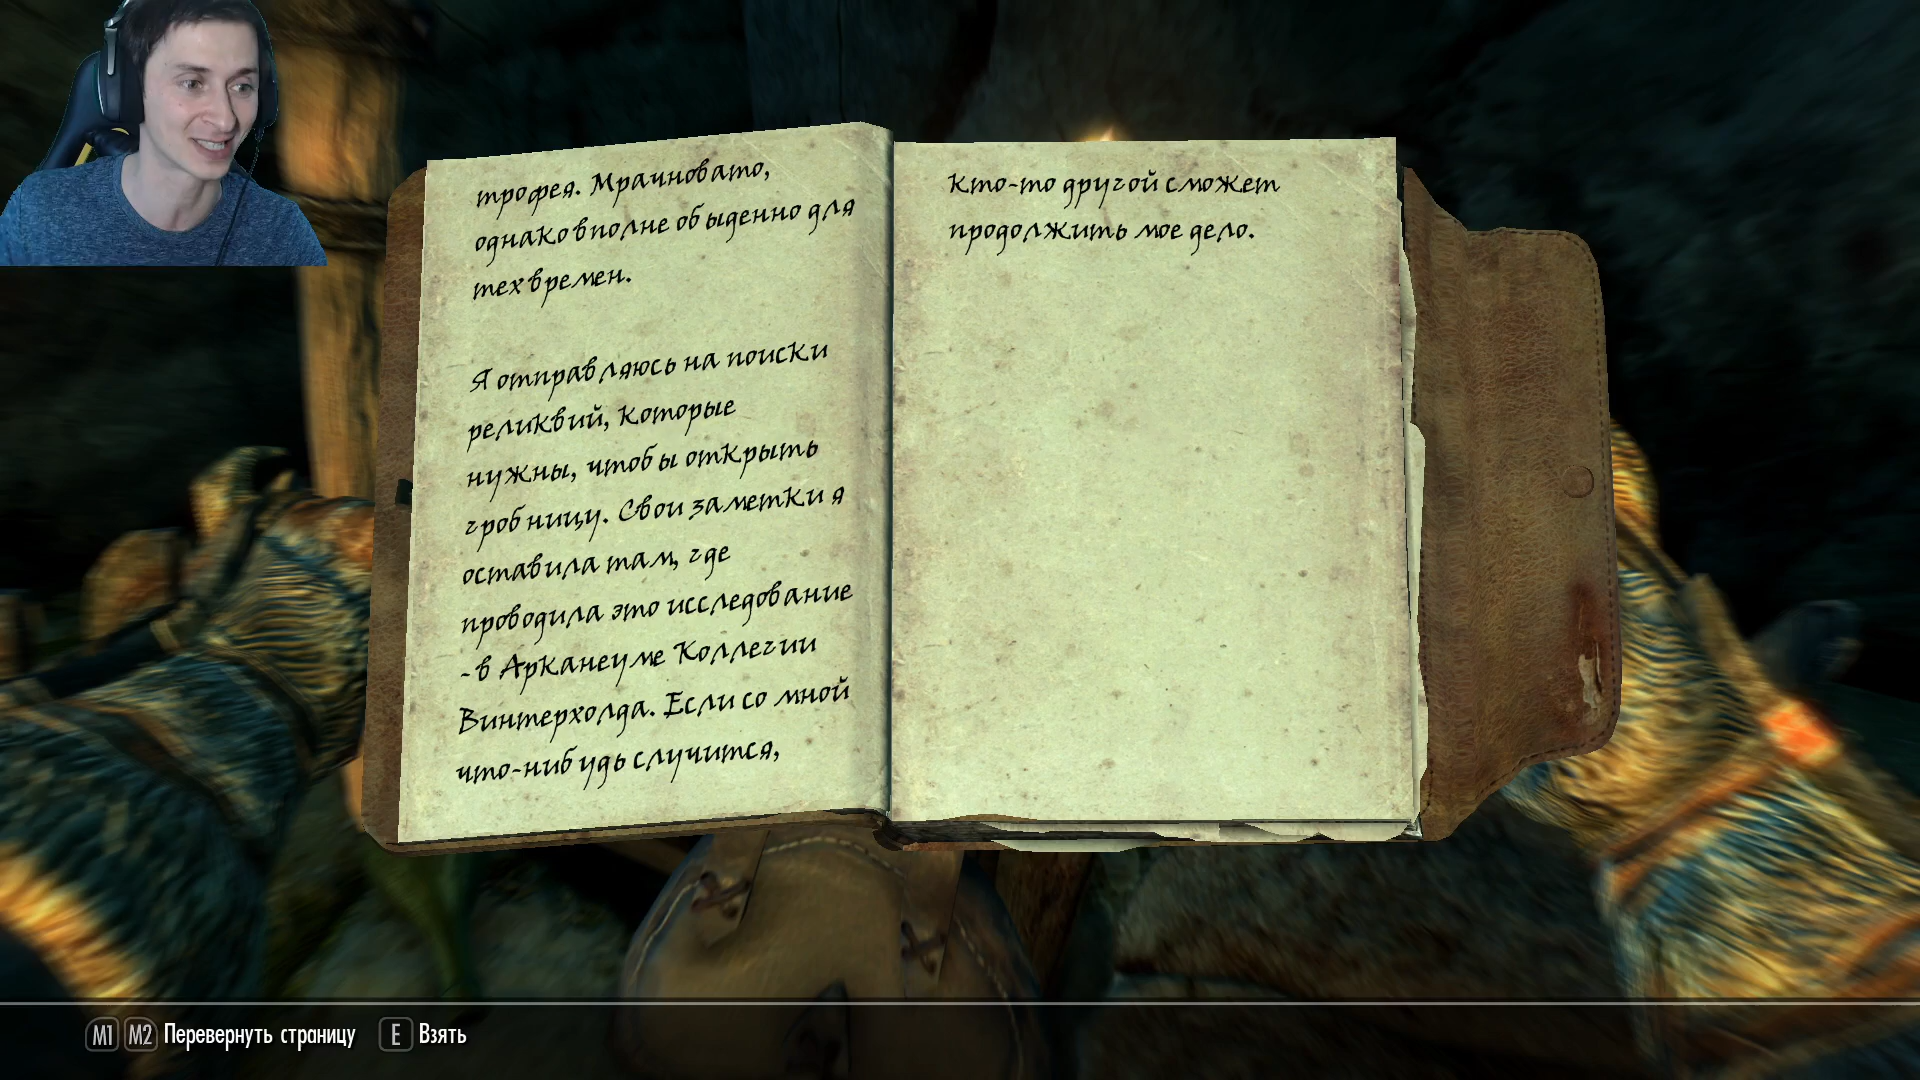 трофея. Мрачновато,
однако вполне обыденно для
тех времен.
Я отправляюсь на поиски
реликвий, которые
нужны, чтобы открыть
гробницу. Свои заметки я
оставила там, где
проводила это исследование
-в Арканеуме Коллегии
Винтерхолда. Если со мной
что-нибудь случится,
кто-то другой сможет
продолжить мое дело.
M1 M2 Перевернуть страницу E Взять